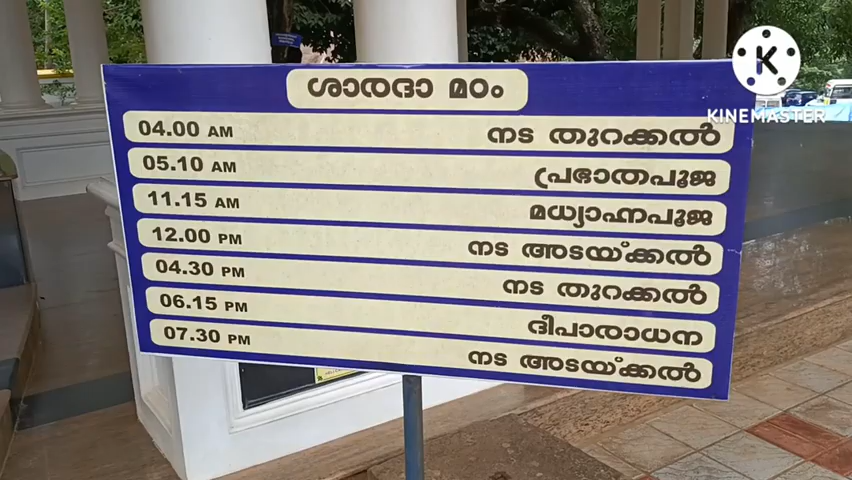 ശാരദാ മഠം
04.00 AM നട തുറക്കൽ
05.10 AM പ്രഭാതപൂജ
11.15 AM മധ്യാഹ്നപൂജ
12.00 PM നട അടയ്ക്കൽ
04.30 PM നട തുറക്കൽ
06.15 PM ദീപാരാധന
07.30 PM നട അടയ്ക്കൽ
K
KINEMASTER